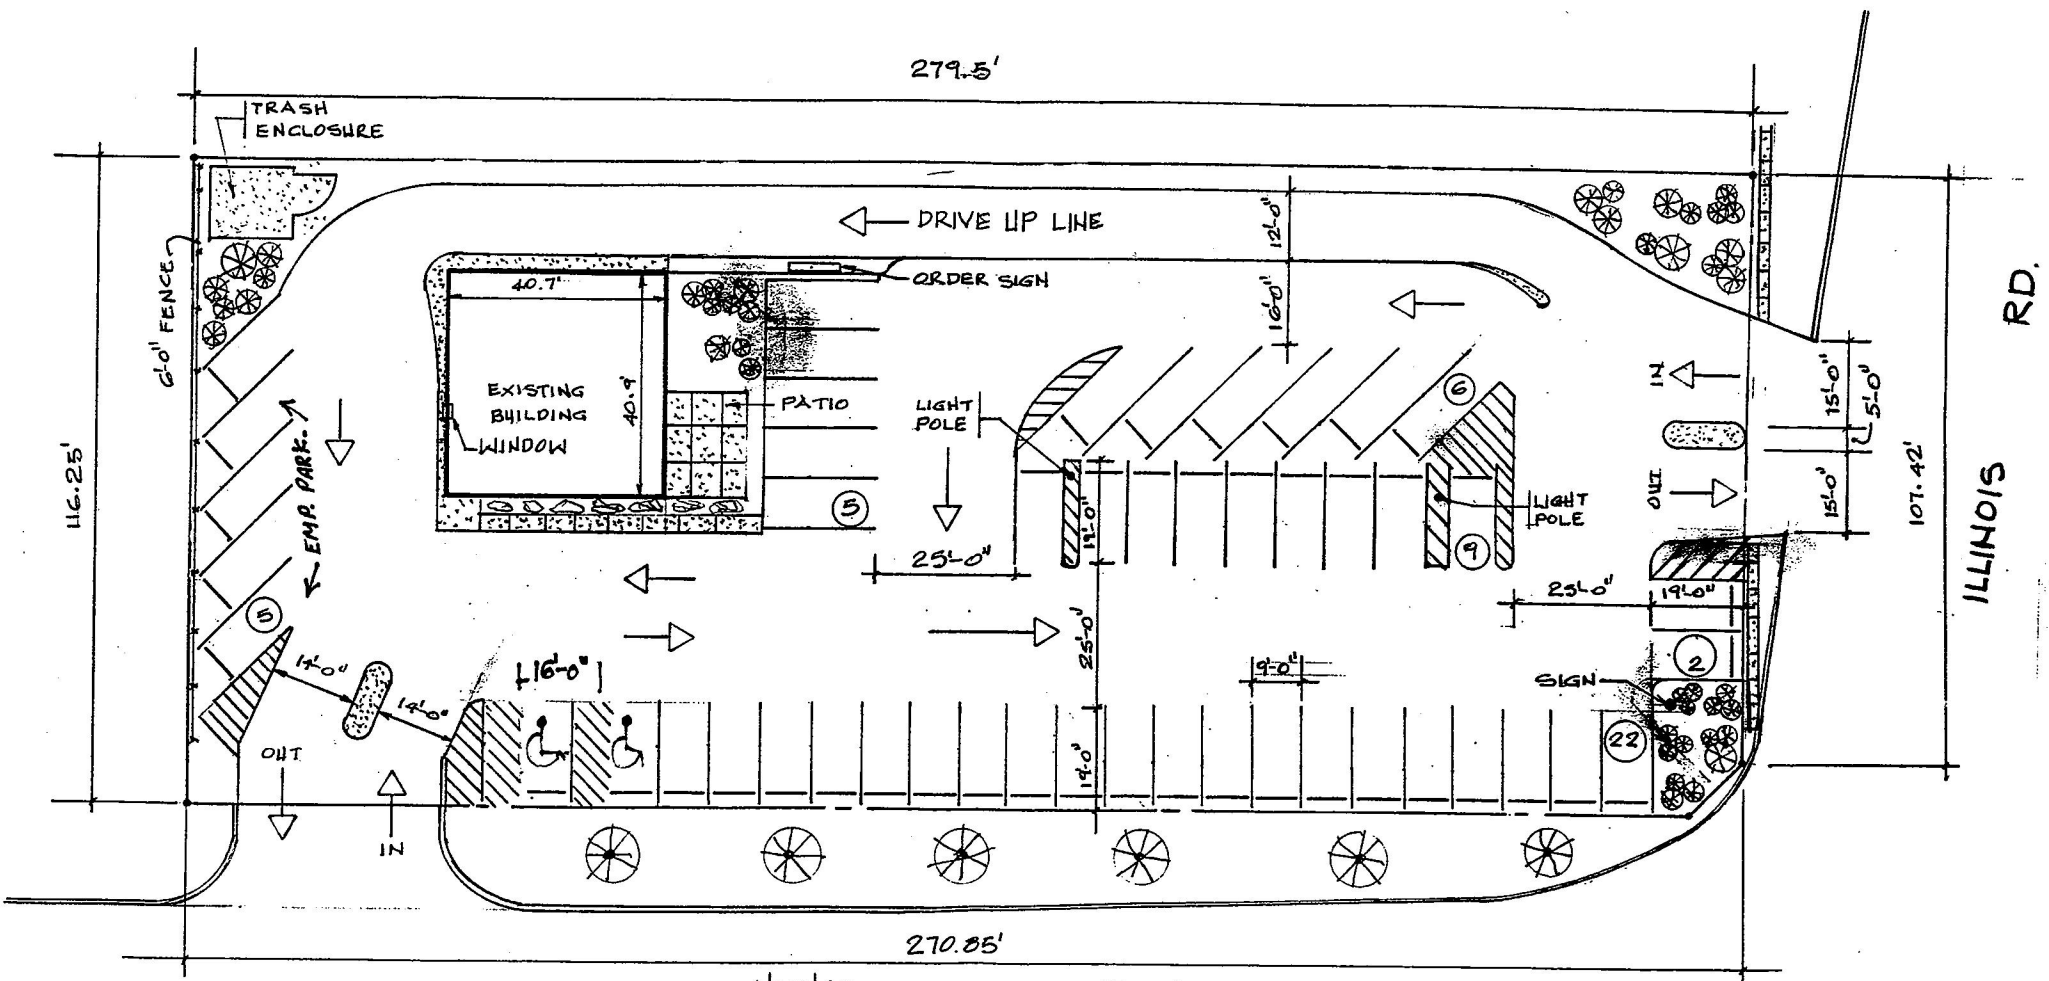 279.5'
TRASH
ENCLOSURE
DRIVE UP LINE
12'-0"
ORDER SIGN
6'-0" FENCE
40.7'
16'-0"
RD.
EXISTING
BUILDING
WINDOW
40.9'
PATIO
LIGHT
POLE
6
IN
15'-0"
5'-0"
116.25'
EMP. PARK.
5
19'-0"
LIGHT
POLE
9
OUT
15'-0"
107.42'
ILLINOIS
25'-0"
25'-0"
19'-0"
5
14'-0"
14'-0"
16'-0"
25'-0"
9'-0"
SIGN
2
OUT
IN
19'-0"
22
270.85'